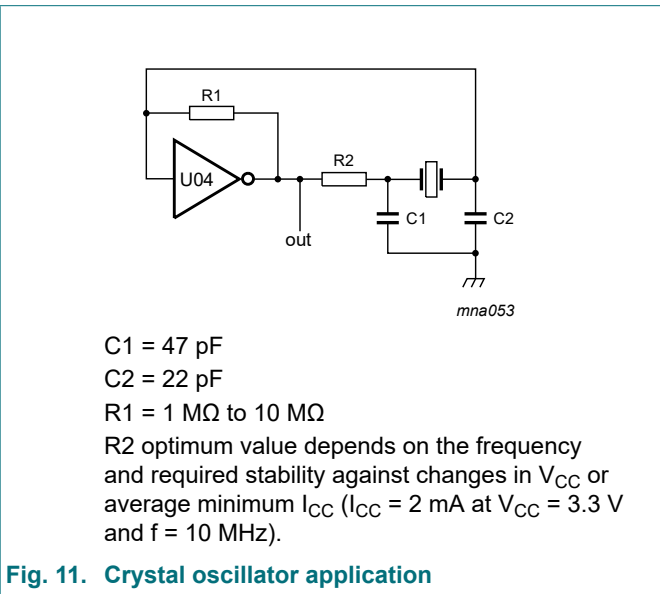 R1
U04
R2
C1
C2
out
mna053
C1 = 47 pF
C2 = 22 pF
R1 = 1 MΩ to 10 MΩ
R2 optimum value depends on the frequency
and required stability against changes in VCC or
average minimum ICC (ICC = 2 mA at VCC = 3.3 V
and f = 10 MHz).
Fig. 11. Crystal oscillator application